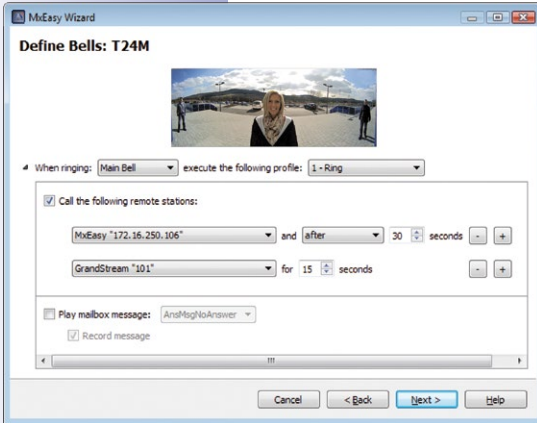 MxEasy Wizard
Define Bells: T24M
When ringing: Main Bell execute the following profile: 1 - Ring
Call the following remote stations:
MxEasy "172.16.250.106" and after 30 seconds - +
GrandStream "101" for 15 seconds - +
Play mailbox message: AnsMsgNoAnswer
Record message
Cancel < Back Next > Help